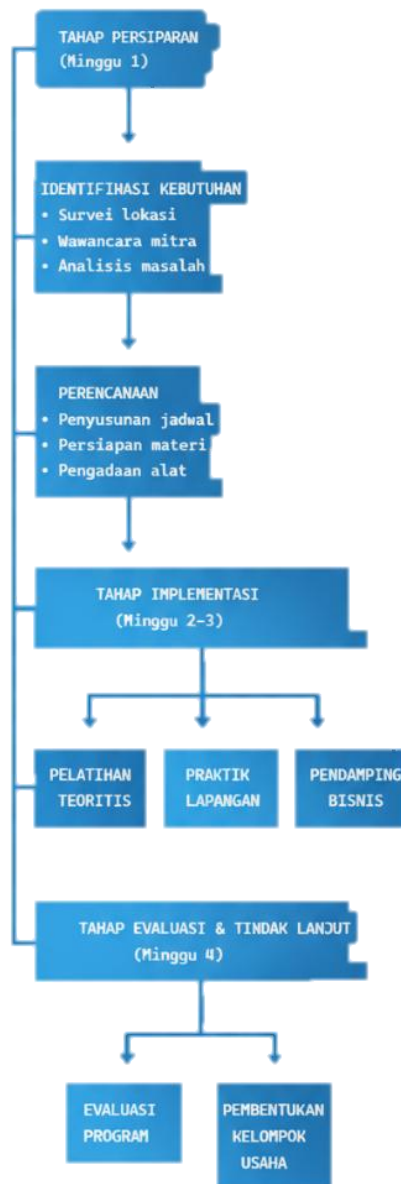 TAHAP PERSIPARAN
(Minggu 1)
IDENTIFIHASI KEBUTUHAN
• Survei lokasi
• Wawancara mitra
• Analisis masalah
PERENCANAAN
• Penyusunan jadwal
• Persiapan materi
• Pengadaan alat
TAHAP IMPLEMENTASI
(Minggu 2-3)
PELATIHAN
TEORITIS
PRAKTIK
LAPANGAN
PENDAMPING
BISNIS
TAHAP EVALUASI & TINDAK LANJUT
(Minggu 4)
EVALUASI
PROGRAM
PEMBENTUKAN
KELOMPOK
USAHA